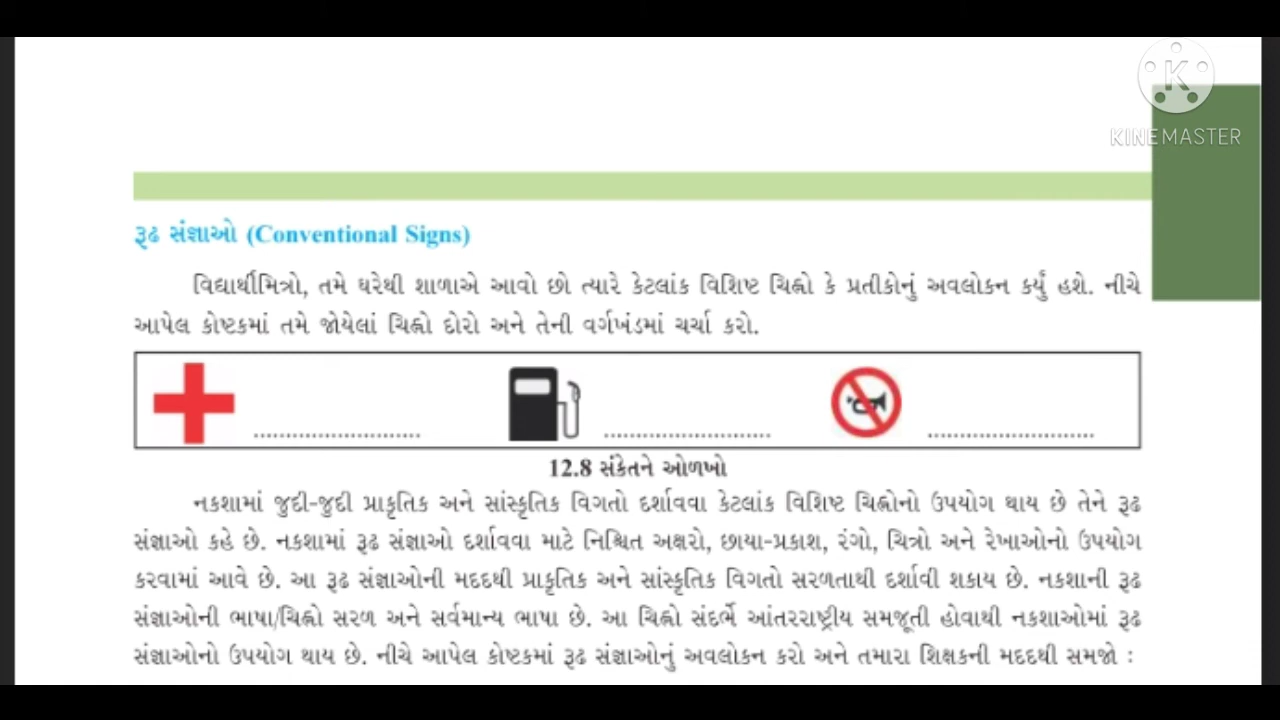 KINEMASTER
રૂઢ સંજ્ઞાઓ (Conventional Signs)
વિદ્યાર્થીમિત્રો, તમે ઘરેથી શાળાએ આવો છો ત્યારે કેટલાંક વિશિષ્ટ ચિહ્નો કે પ્રતીકોનું અવલોકન કર્યું હશે. નીચે
આપેલ કોષ્ટકમાં તમે જોયેલાં ચિહ્નો દોરો અને તેની વર્ગખંડમાં ચર્ચા કરો.
........................... ........................... ...........................
12.8 સંકેતને ઓળખો
નકશામાં જુદી-જુદી પ્રાકૃતિક અને સાંસ્કૃતિક વિગતો દર્શાવવા કેટલાંક વિશિષ્ટ ચિહ્નોનો ઉપયોગ થાય છે તેને રૂઢ
સંજ્ઞાઓ કહે છે. નકશામાં રૂઢ સંજ્ઞાઓ દર્શાવવા માટે નિશ્ચિત અક્ષરો, છાયા-પ્રકાશ, રંગો, ચિત્રો અને રેખાઓનો ઉપયોગ
કરવામાં આવે છે. આ રૂઢ સંજ્ઞાઓની મદદથી પ્રાકૃતિક અને સાંસ્કૃતિક વિગતો સરળતાથી દર્શાવી શકાય છે. નકશાની રૂઢ
સંજ્ઞાઓની ભાષા/ચિહ્નો સરળ અને સર્વમાન્ય ભાષા છે. આ ચિહ્નો સંદર્ભે આંતરરાષ્ટ્રીય સમજૂતી હોવાથી નકશાઓમાં રૂઢ
સંજ્ઞાઓનો ઉપયોગ થાય છે. નીચે આપેલ કોષ્ટકમાં રૂઢ સંજ્ઞાઓનું અવલોકન કરો અને તમારા શિક્ષકની મદદથી સમજો :